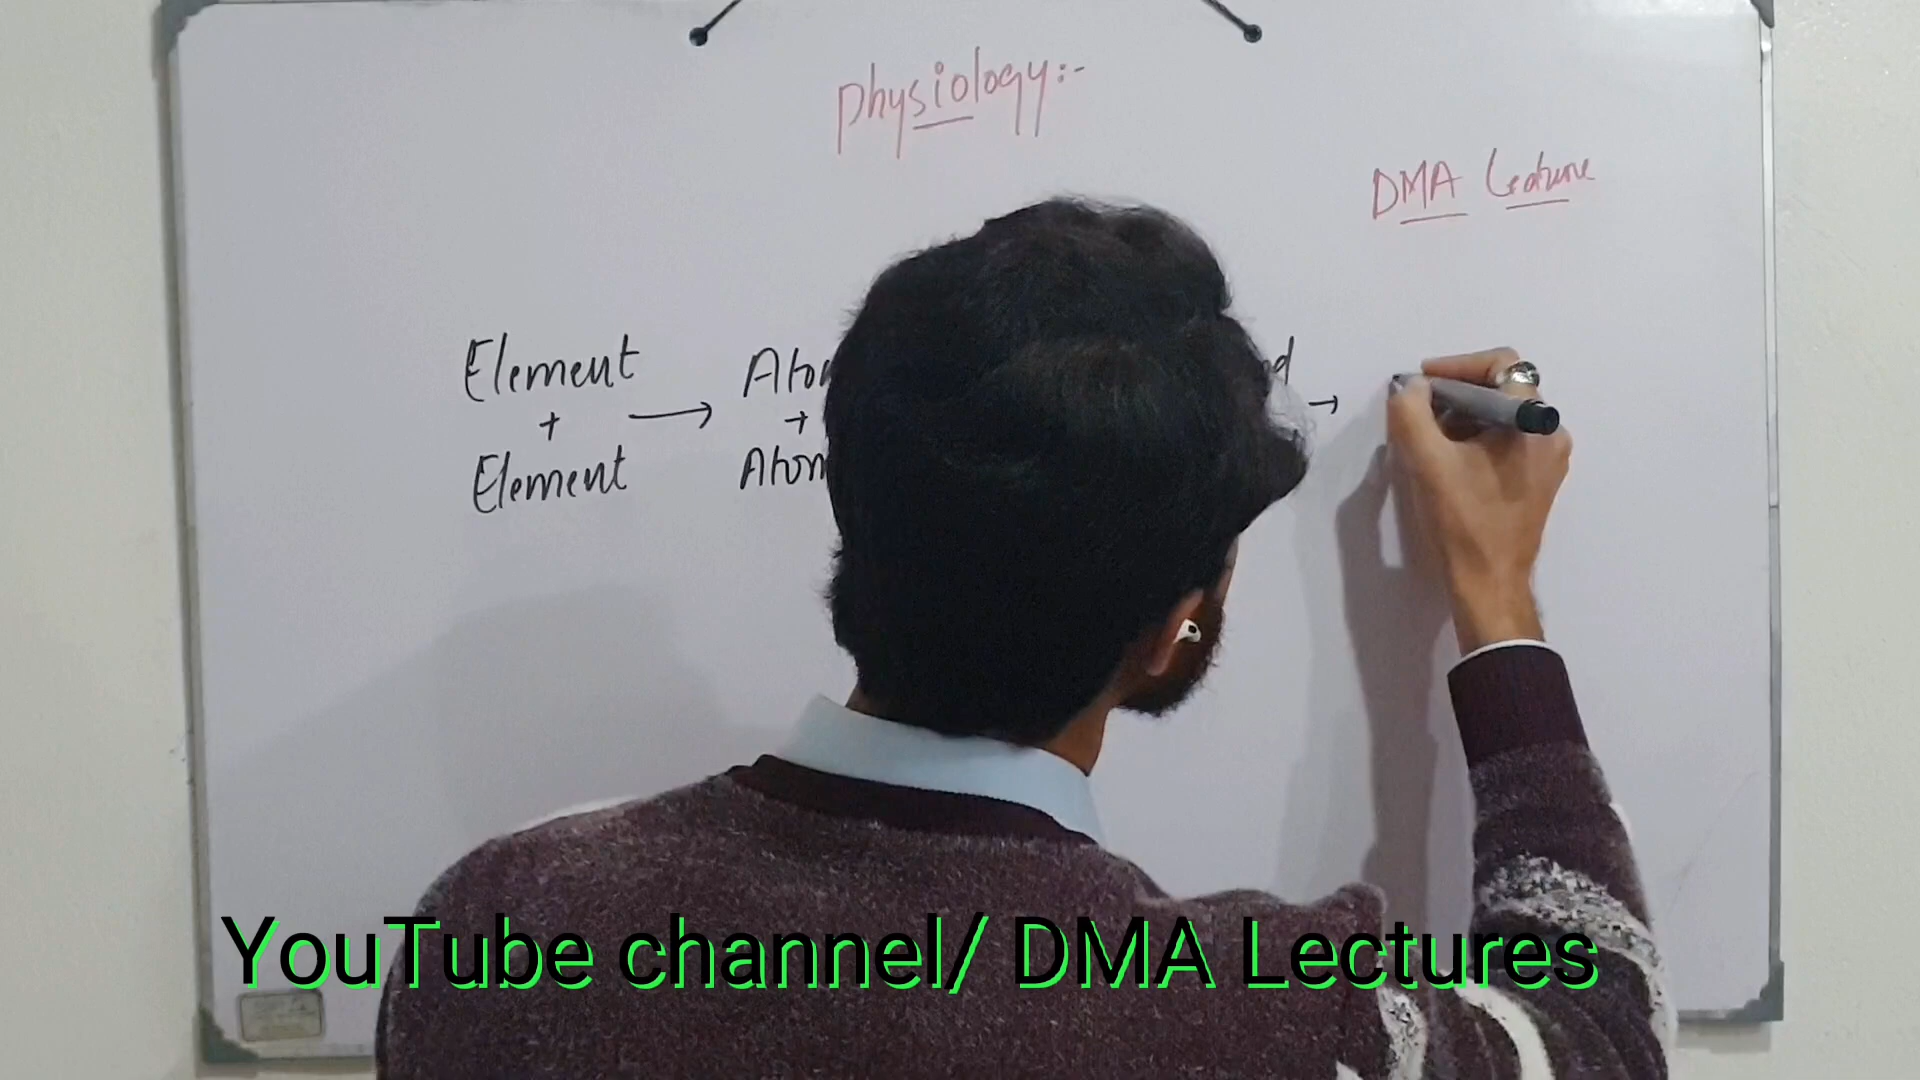 Physiology:-
DMA Lecture
Element → Atom
+ +
Element Atom
→
YouTube channel/ DMA Lectures